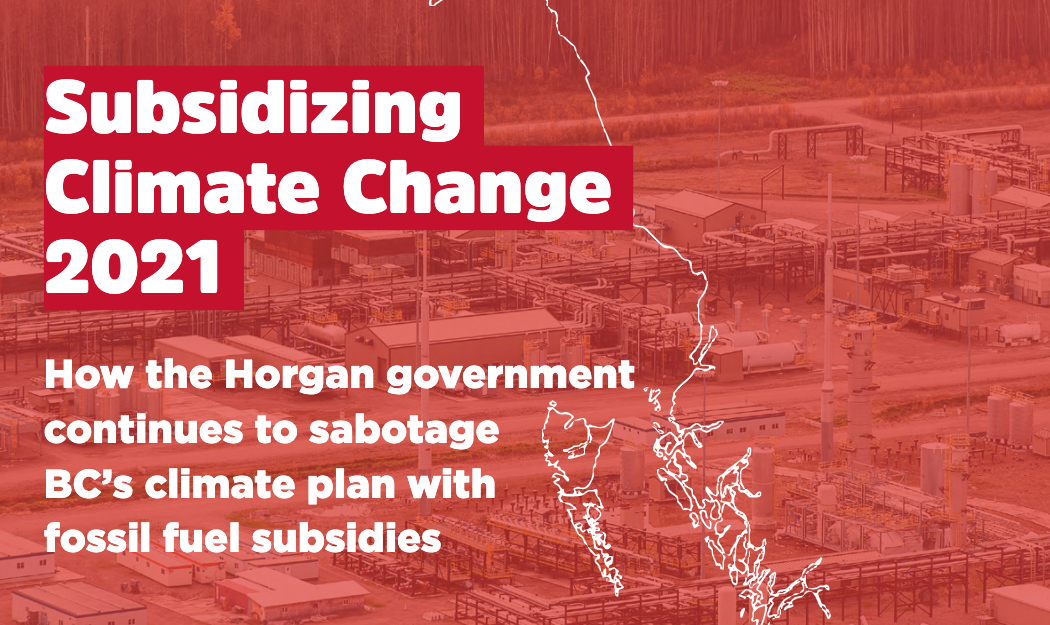 Subsidizing
Climate Change
2021
How the Horgan government
continues to sabotage
BC’s climate plan with
fossil fuel subsidies